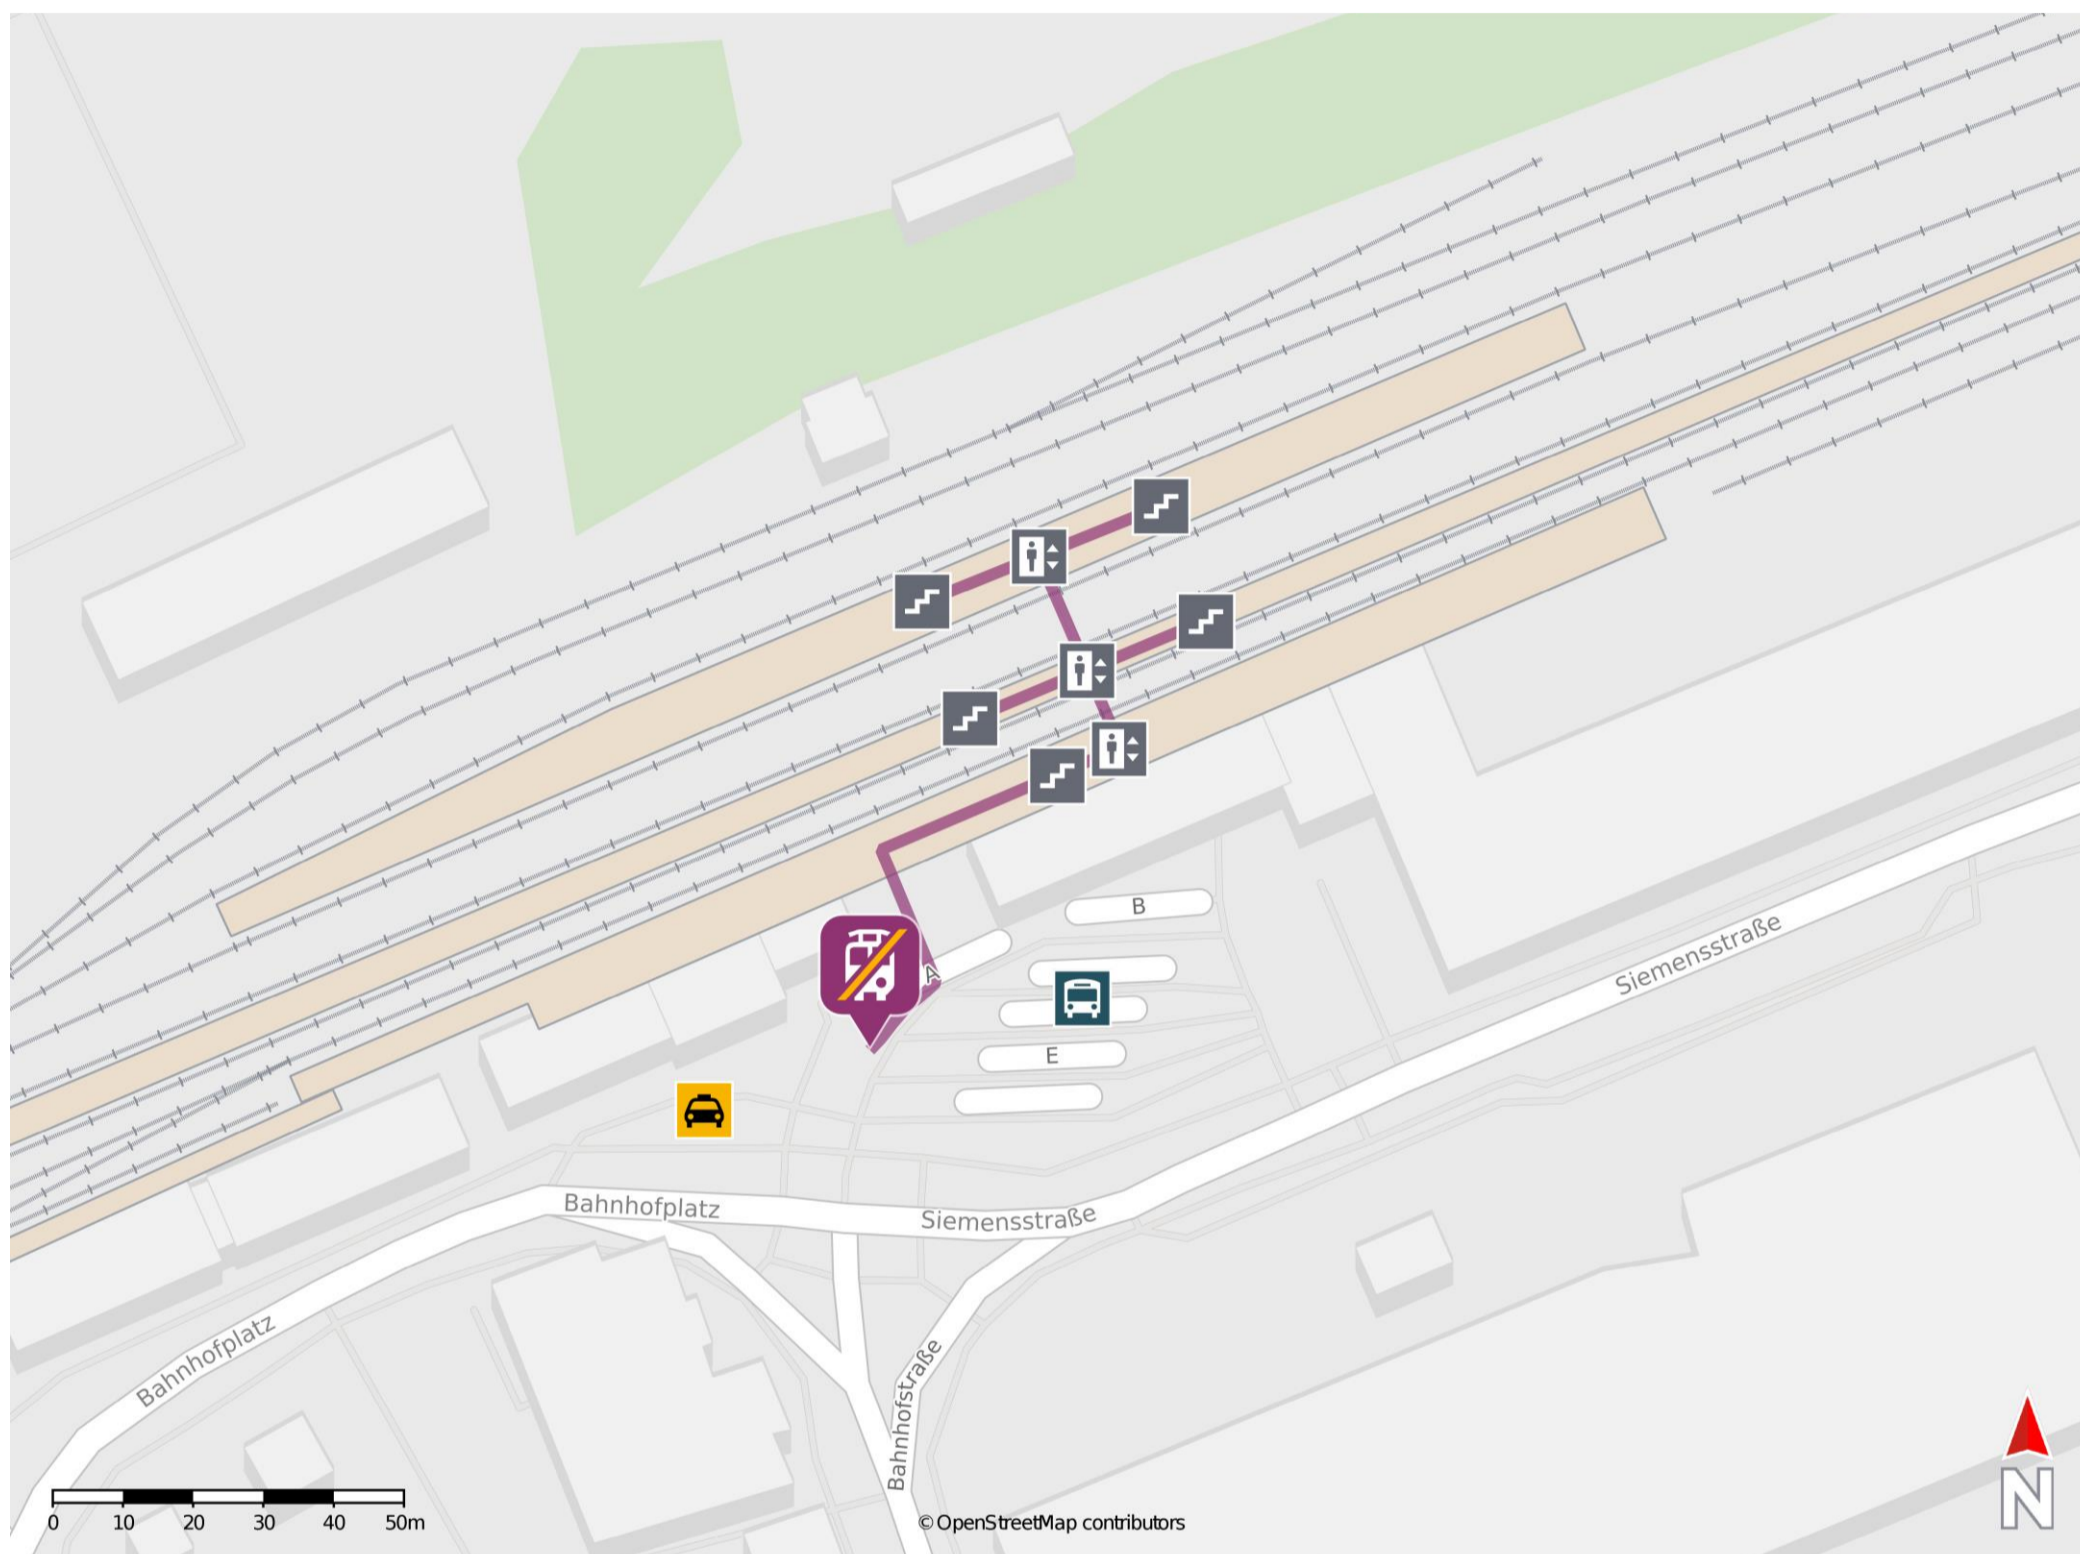 B
A
E
Siemensstraße
Bahnhofplatz
Siemensstraße
Bahnhofplatz
Bahnhofstraße
0 10 20 30 40 50m
© OpenStreetMap contributors
N